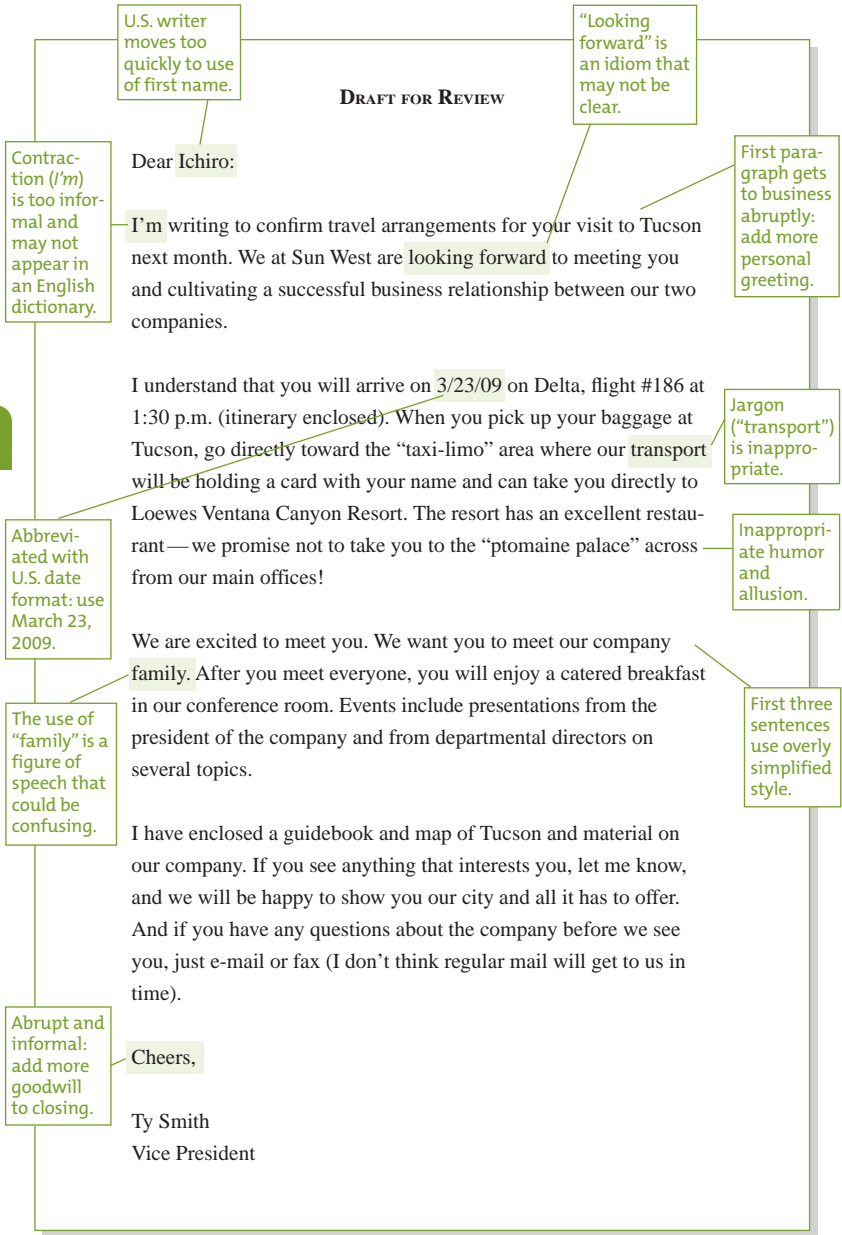 U.S. writer
moves too
quickly to use
of first name.
"Looking
forward" is
an idiom that
may not be
clear.
DRAFT FOR REVIEW
Contrac-
tion (I'm)
is too infor-
mal and
may not
appear in
an English
dictionary.
First para-
graph gets
to business
abruptly:
add more
personal
greeting.
Dear Ichiro:
I'm writing to confirm travel arrangements for your visit to Tucson
next month. We at Sun West are looking forward to meeting you
and cultivating a successful business relationship between our two
companies.
I understand that you will arrive on 3/23/09 on Delta, flight #186 at
1:30 p.m. (itinerary enclosed). When you pick up your baggage at
Tucson, go directly toward the “taxi-limo” area where our transport
will be holding a card with your name and can take you directly to
Loewes Ventana Canyon Resort. The resort has an excellent restau-
rant—we promise not to take you to the “ptomaine palace” across
from our main offices!
Jargon
("transport")
is inappro-
priate.
Abbrevi-
ated with
U.S. date
format: use
March 23,
2009.
Inappropri-
ate humor
and
allusion.
We are excited to meet you. We want you to meet our company
family. After you meet everyone, you will enjoy a catered breakfast
in our conference room. Events include presentations from the
president of the company and from departmental directors on
several topics.
The use of
"family" is a
figure of
speech that
could be
confusing.
First three
sentences
use overly
simplified
style.
I have enclosed a guidebook and map of Tucson and material on
our company. If you see anything that interests you, let me know,
and we will be happy to show you our city and all it has to offer.
And if you have any questions about the company before we see
you, just e-mail or fax (I don't think regular mail will get to us in
time).
Abrupt and
informal:
add more
goodwill
to closing.
Cheers,
Ty Smith
Vice President